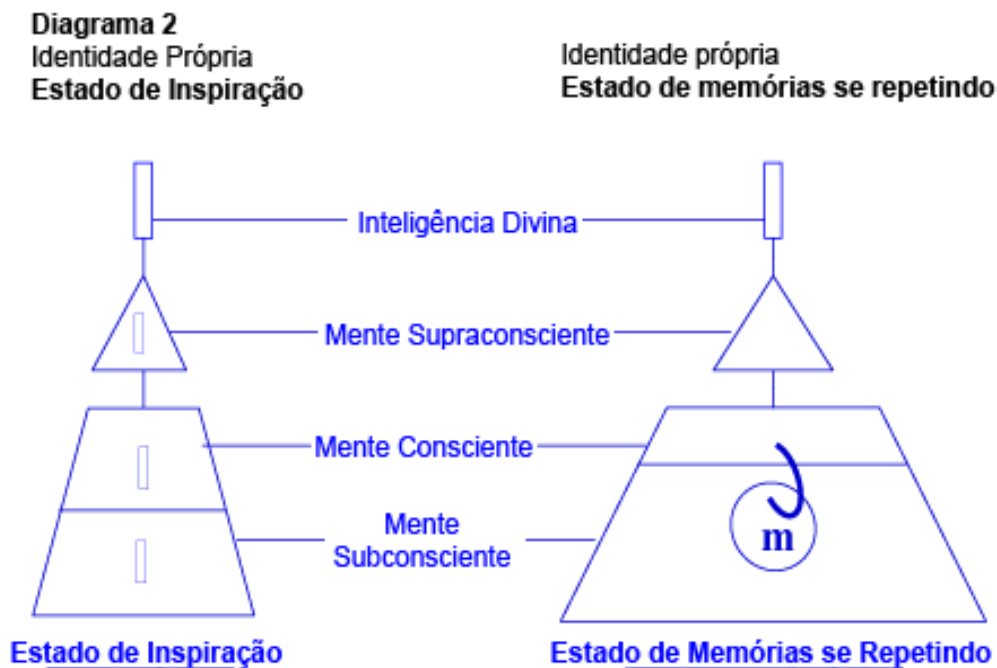 Diagrama 2
Identidade Própria
Estado de Inspiração
Identidade própria
Estado de memórias se repetindo
Inteligência Divina
Mente Supraconsciente
Mente Consciente
Mente
Subconsciente
m
Estado de Inspiração
Estado de Memórias se Repetindo